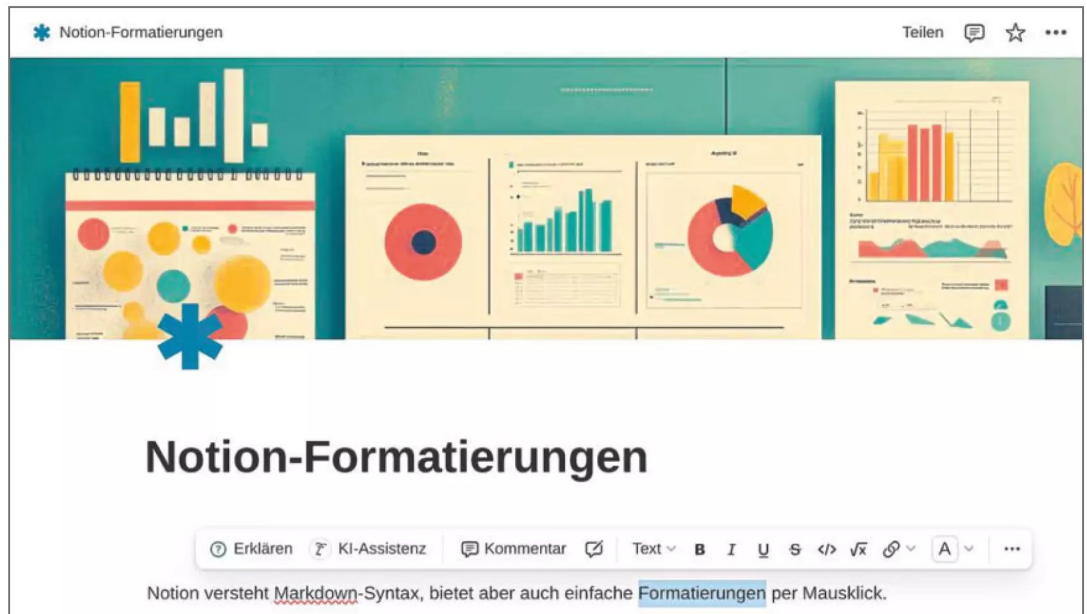 Notion-Formatierungen
Teilen
Notion-Formatierungen
Erklären KI-Assistenz Kommentar Text B I U S </> √x A
Notion versteht Markdown-Syntax, bietet aber auch einfache Formatierungen per Mausklick.